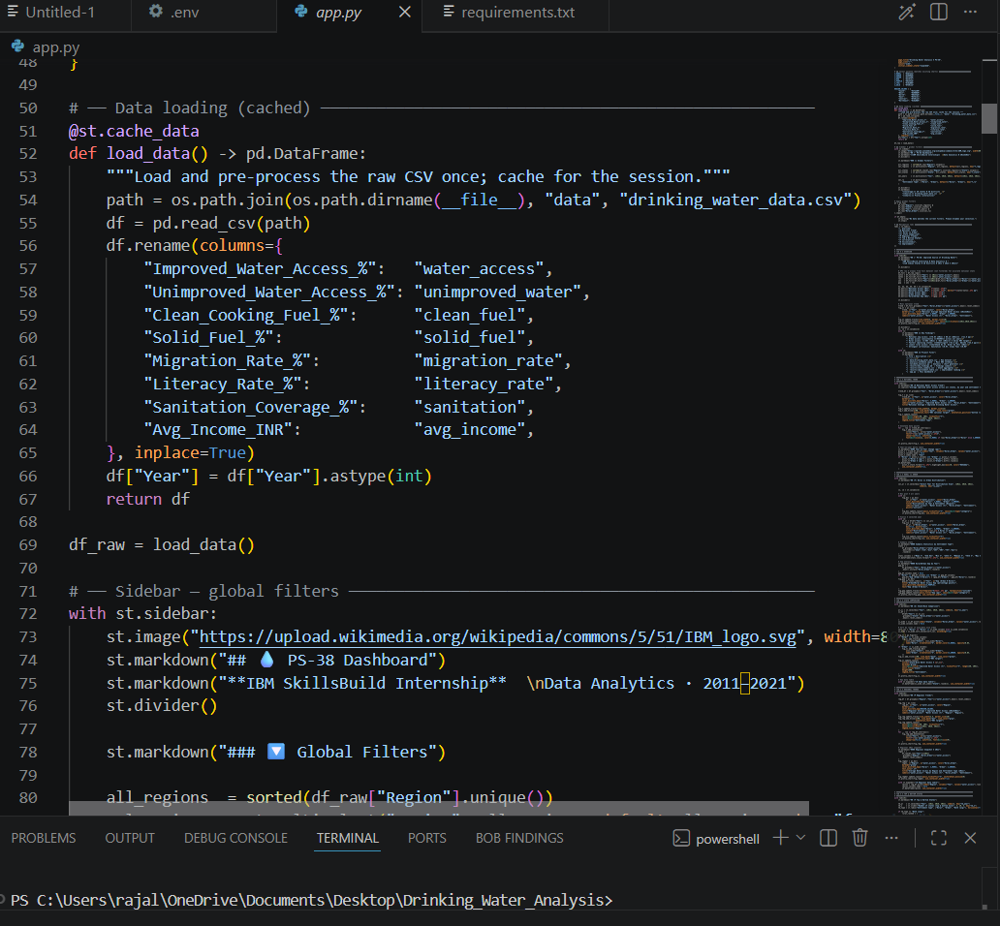 Untitled-1 .env app.py requirements.txt
app.py
48 }
49
50 # —— Data loading (cached) ——————————
51 @st.cache_data
52 def load_data() -> pd.DataFrame:
53 """Load and pre-process the raw CSV once; cache for the session."""
54 path = os.path.join(os.path.dirname(__file__), "data", "drinking_water_data.csv")
55 df = pd.read_csv(path)
56 df.rename(columns={
57 "Improved_Water_Access_%": "water_access",
58 "Unimproved_Water_Access_%": "unimproved_water",
59 "Clean_Cooking_Fuel_%": "clean_fuel",
60 "Solid_Fuel_%": "solid_fuel",
61 "Migration_Rate_%": "migration_rate",
62 "Literacy_Rate_%": "literacy_rate",
63 "Sanitation_Coverage_%": "sanitation",
64 "Avg_Income_INR": "avg_income",
65 }, inplace=True)
66 df["Year"] = df["Year"].astype(int)
67 return df
68
69 df_raw = load_data()
70
71 # —— Sidebar — global filters ——————————
72 with st.sidebar:
73 st.image("https://upload.wikimedia.org/wikipedia/commons/5/51/IBM_logo.svg", width=8
74 st.markdown("## 💧 PS-38 Dashboard")
75 st.markdown("**IBM SkillsBuild Internship**  \nData Analytics · 2011–2021")
76 st.divider()
77
78 st.markdown("### 🔽 Global Filters")
79
80 all_regions = sorted(df_raw["Region"].unique())
PROBLEMS OUTPUT DEBUG CONSOLE TERMINAL PORTS BOB FINDINGS powershell
PS C:\Users\rajal\OneDrive\Documents\Desktop\Drinking_Water_Analysis>